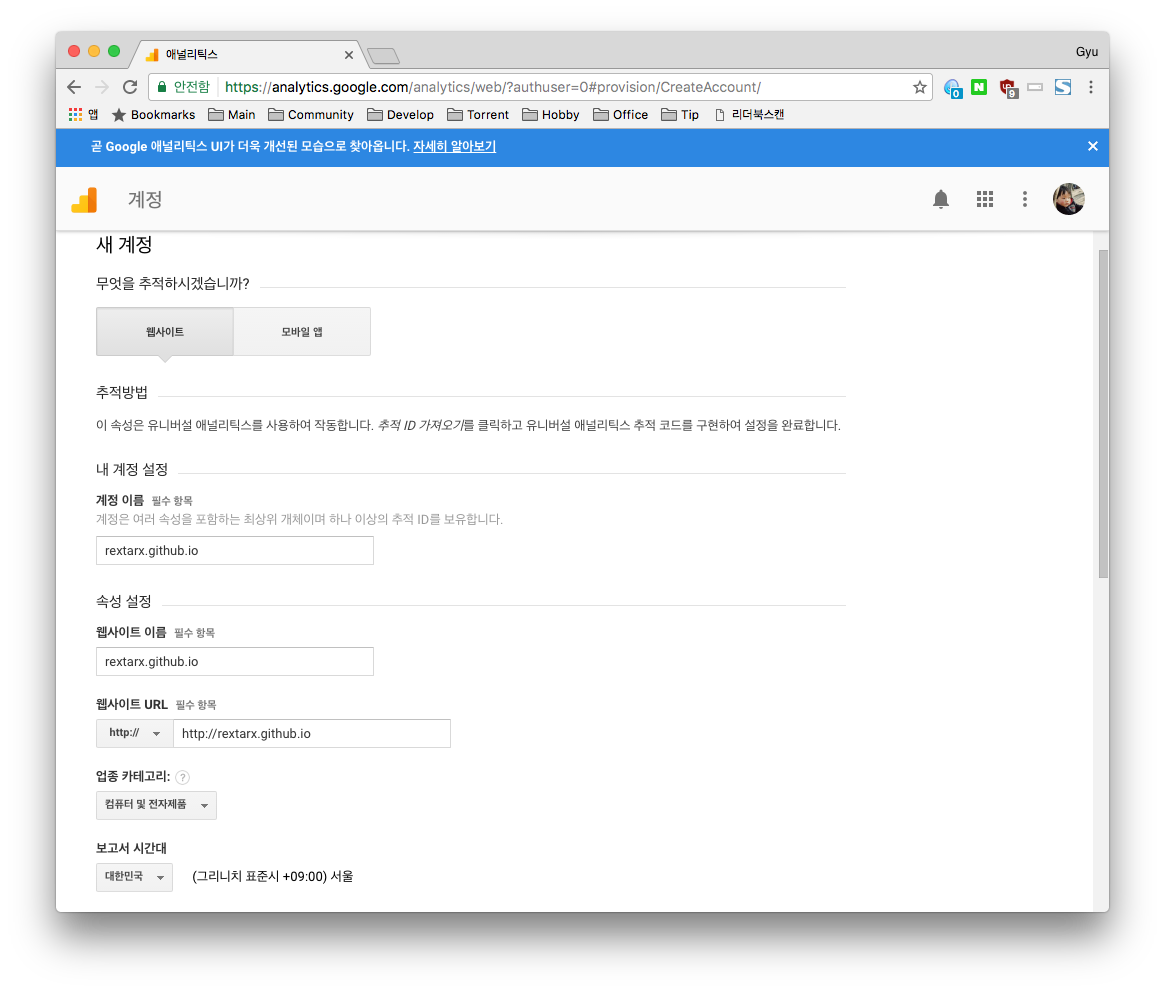 애널리틱스
Gyu
안전함 https://analytics.google.com/analytics/web/?authuser=0#provision/CreateAccount/
0
N
9
S
앱 Bookmarks Main Community Develop Torrent Hobby Office Tip 리더북스캔
곧 Google 애널리틱스 UI가 더욱 개선된 모습으로 찾아옵니다. 자세히 알아보기
계정
새 계정
무엇을 추적하시겠습니까?
웹사이트 모바일 앱
추적방법
이 속성은 유니버설 애널리틱스를 사용하여 작동합니다. 추적 ID 가져오기를 클릭하고 유니버설 애널리틱스 추적 코드를 구현하여 설정을 완료합니다.
내 계정 설정
계정 이름 필수 항목
계정은 여러 속성을 포함하는 최상위 개체이며 하나 이상의 추적 ID를 보유합니다.
rextarx.github.io
속성 설정
웹사이트 이름 필수 항목
rextarx.github.io
웹사이트 URL 필수 항목
http:// http://rextarx.github.io
업종 카테고리: ?
컴퓨터 및 전자제품
보고서 시간대
대한민국 (그리니치 표준시 +09:00) 서울